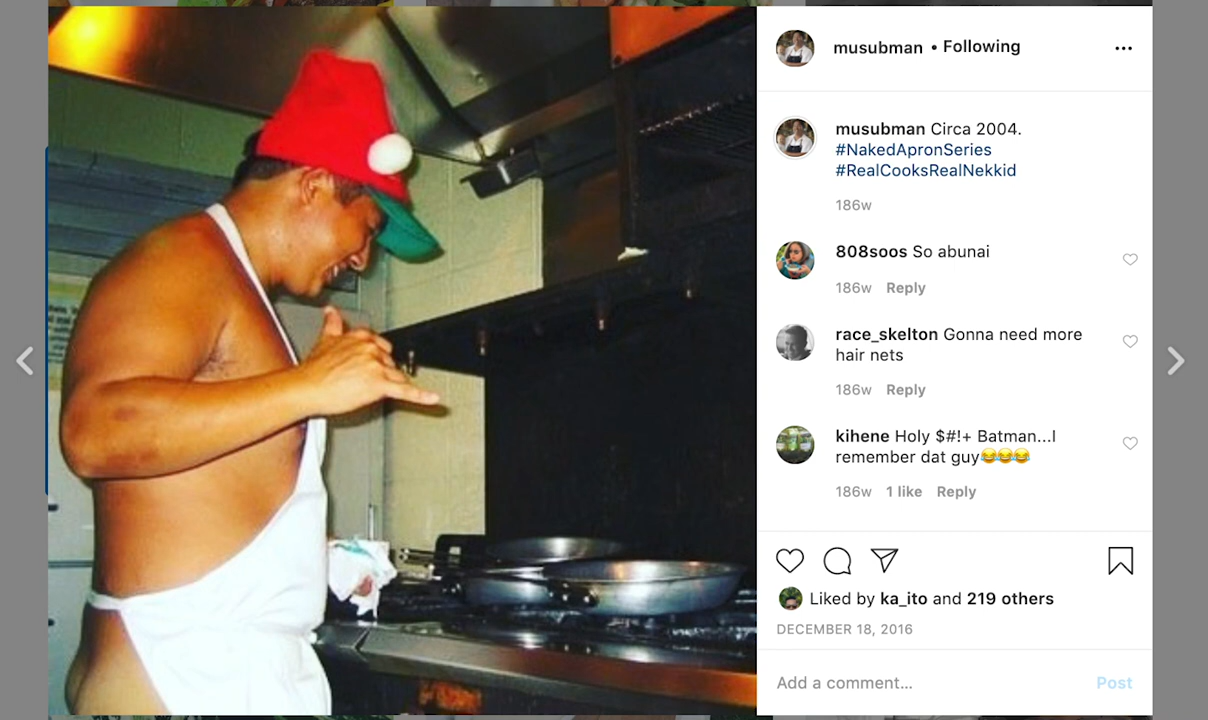 musubman • Following
musubman Circa 2004.
#NakedApronSeries
#RealCooksRealNekkid
186w
808soos So abunai
186w Reply
race_skelton Gonna need more
hair nets
186w Reply
kihene Holy $#!+ Batman...I
remember dat guy😂😂😂
186w 1 like Reply
Liked by ka_ito and 219 others
DECEMBER 18, 2016
Add a comment... Post